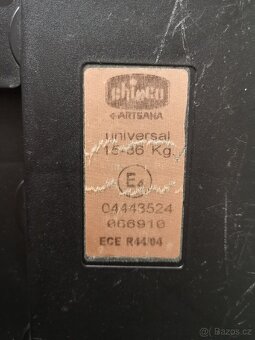 chicco
ARTSANA
universal
15-36 Kg
E4
04443524
066910
ECE R44/04
bazos.cz